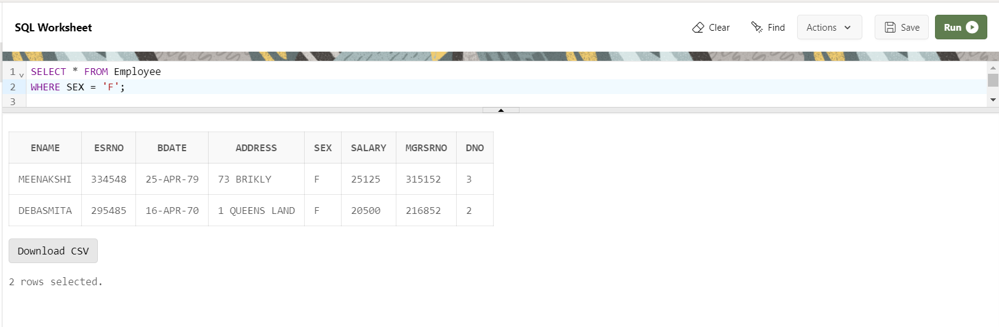 SQL Worksheet Clear Find Actions Save Run
1 SELECT * FROM Employee
2 WHERE SEX = 'F';
3
ENAME ESRNO BDATE ADDRESS SEX SALARY MGRSRNO DNO
MEENAKSHI 334548 25-APR-79 73 BRIKLY F 25125 315152 3
DEBASMITA 295485 16-APR-70 1 QUEENS LAND F 20500 216852 2
Download CSV
2 rows selected.